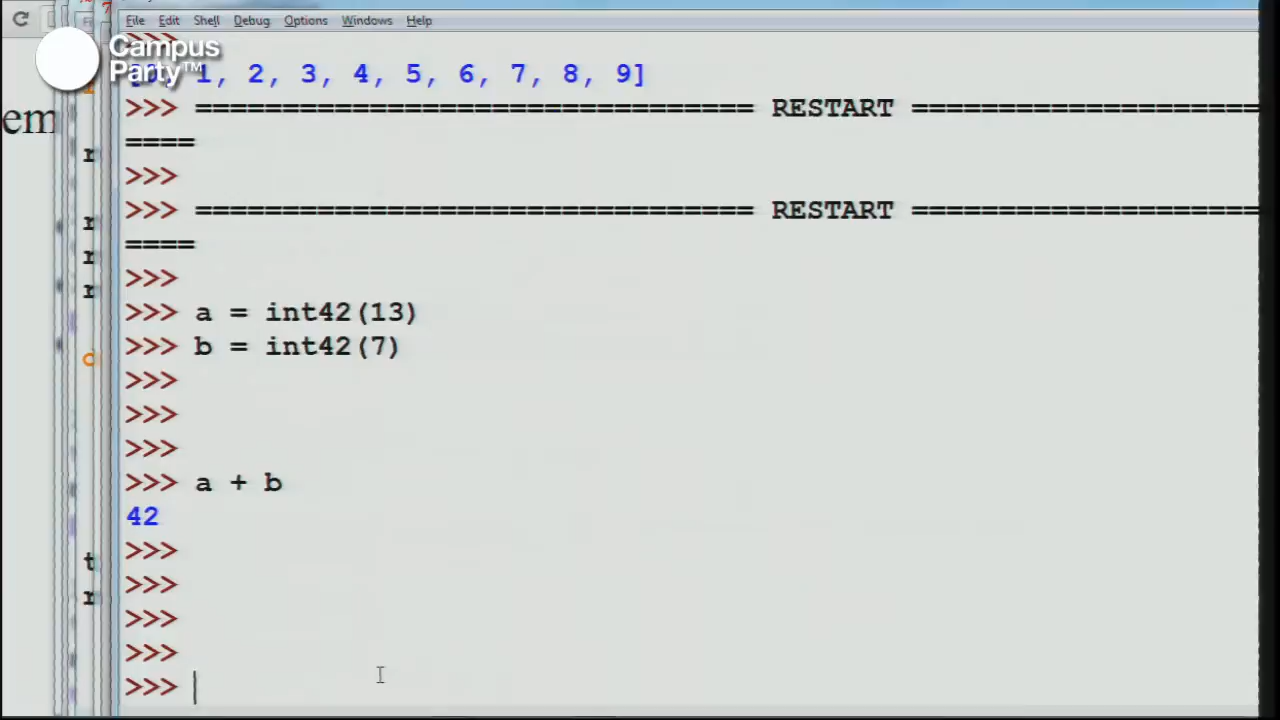 File Edit Shell Debug Options Windows Help
Campus
Party™
1, 2, 3, 4, 5, 6, 7, 8, 9]
>>> ================================ RESTART ====================
====
>>>
>>> ================================ RESTART ====================
====
>>>
>>> a = int42(13)
>>> b = int42(7)
>>>
>>>
>>>
>>> a + b
42
>>>
>>>
>>>
>>>
>>>
em